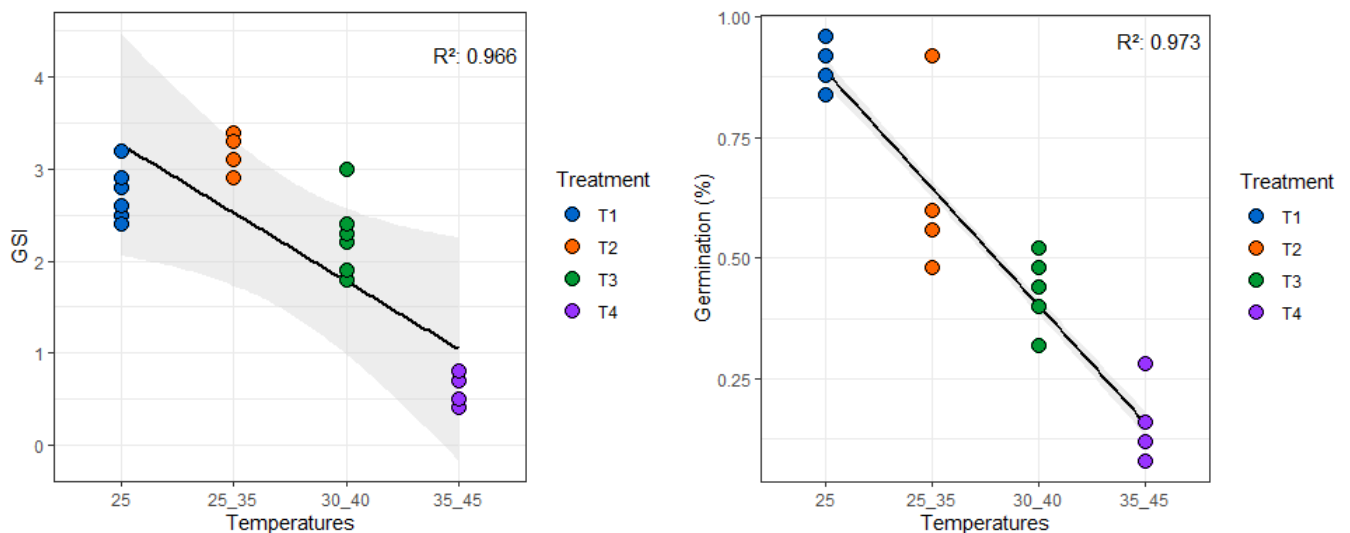 R²: 0.966
GSI
4
3
2
1
0
25
25_35
30_40
35_45
Temperatures
Treatment
T1
T2
T3
T4
R²: 0.973
Germination (%)
1.00
0.75
0.50
0.25
25
25_35
30_40
35_45
Temperatures
Treatment
T1
T2
T3
T4